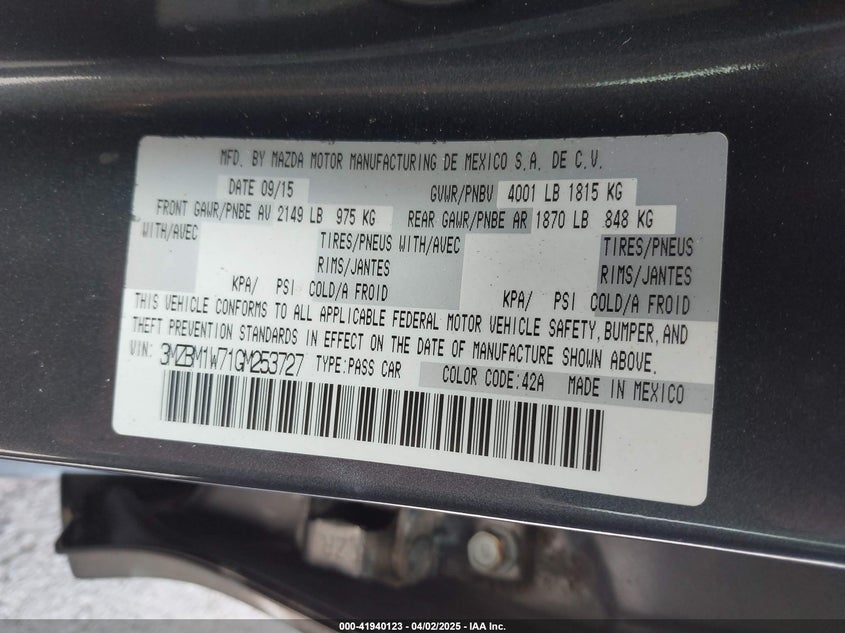 MFD. BY MAZDA MOTOR MANUFACTURING DE MEXICO S.A. DE C.V.
DATE 09/15 GVWR/PNBV 4001 LB 1815 KG
FRONT GAWR/PNBE AV 2149 LB 975 KG REAR GAWR/PNBE AR 1870 LB 848 KG
WITH/AVEC TIRES/PNEUS WITH/AVEC TIRES/PNEUS
RIMS/JANTES RIMS/JANTES
KPA/ PSI COLD/A FROID KPA/ PSI COLD/A FROID
THIS VEHICLE CONFORMS TO ALL APPLICABLE FEDERAL MOTOR VEHICLE SAFETY, BUMPER, AND
THEFT PREVENTION STANDARDS IN EFFECT ON THE DATE OF MANUFACTURE SHOWN ABOVE.
VIN: 3MZBM1W71GM253727 TYPE:PASS CAR COLOR CODE:42A MADE IN MEXICO
000-41940123 - 04/02/2025 - IAA Inc.